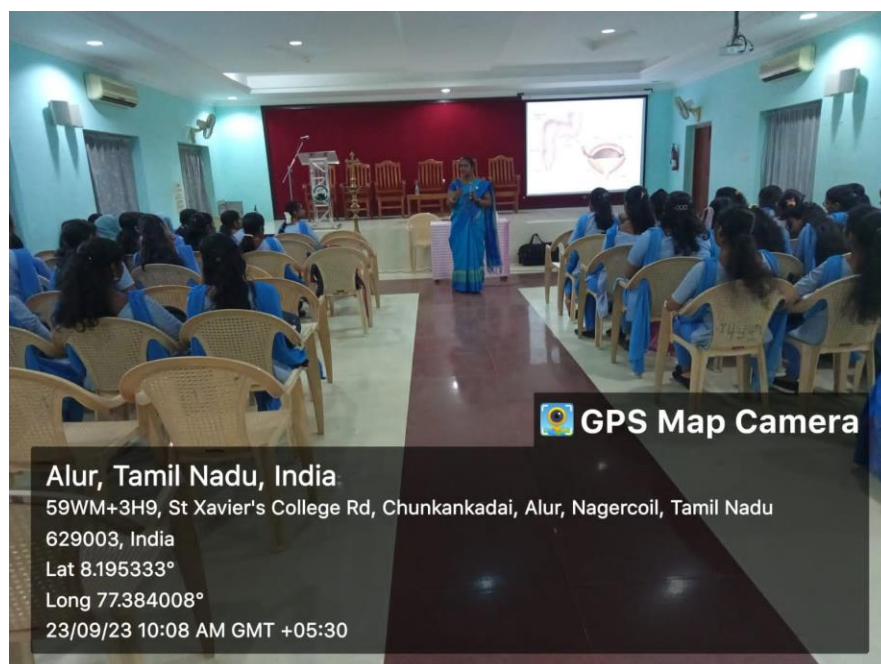 GPS Map Camera
Alur, Tamil Nadu, India
59WM+3H9, St Xavier's College Rd, Chunkankadai, Alur, Nagercoil, Tamil Nadu
629003, India
Lat 8.195333°
Long 77.384008°
23/09/23 10:08 AM GMT +05:30